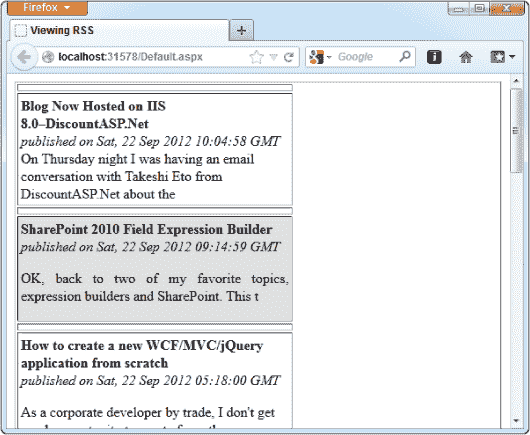 Firefox
Viewing RSS
localhost:31578/Default.aspx
Google
Blog Now Hosted on IIS
8.0–DiscountASP.Net
published on Sat, 22 Sep 2012 10:04:58 GMT
On Thursday night I was having an email
conversation with Takeshi Eto from
DiscountASP.Net about the
SharePoint 2010 Field Expression Builder
published on Sat, 22 Sep 2012 09:14:59 GMT
OK, back to two of my favorite topics,
expression builders and SharePoint. This t
How to create a new WCF/MVC/jQuery
application from scratch
published on Sat, 22 Sep 2012 05:18:00 GMT
As a corporate developer by trade, I don't get